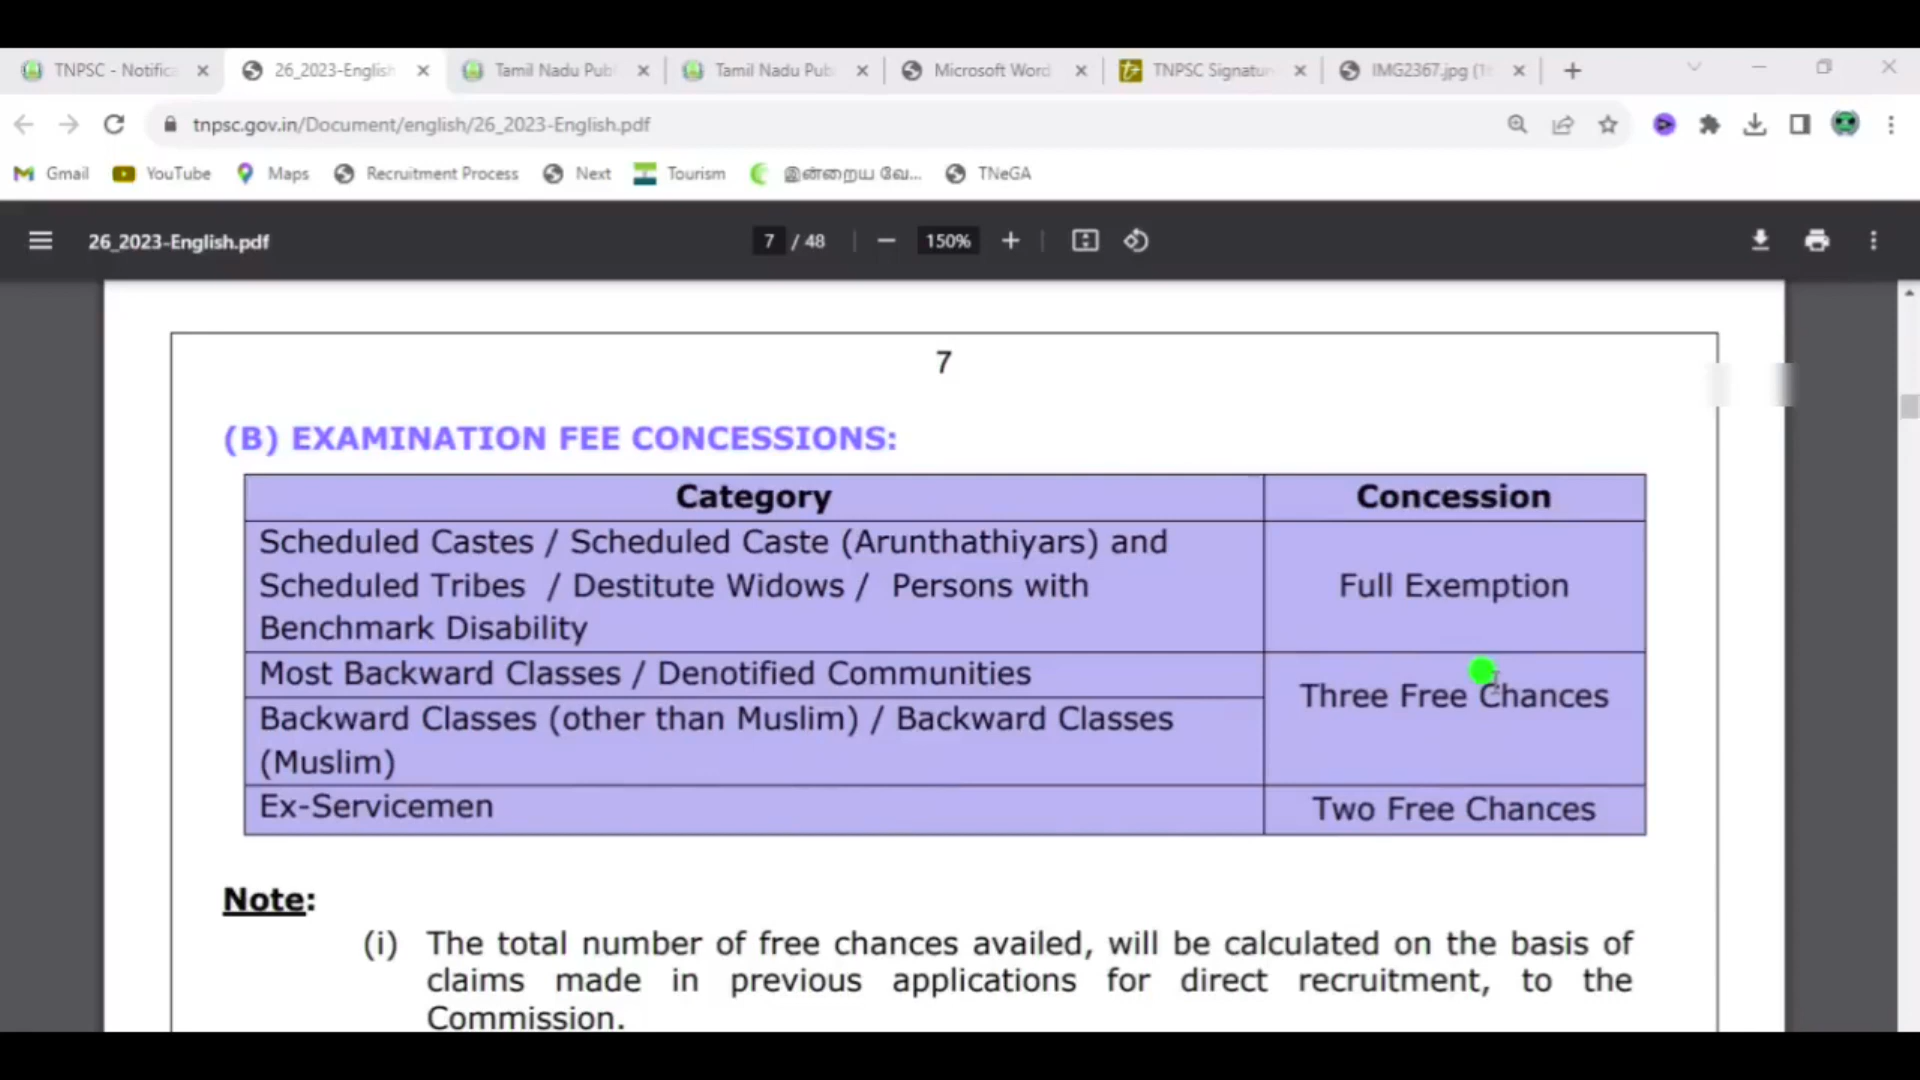 TNPSC - Notifica
26_2023-English
Tamil Nadu Publ
Tamil Nadu Pub
Microsoft Word
TNPSC Signatur
IMG2367.jpg (1
tnpsc.gov.in/Document/english/26_2023-English.pdf
Gmail YouTube Maps Recruitment Process Next Tourism இன்றைய வே... TNeGA
26_2023-English.pdf 7 / 48 150%
7
(B) EXAMINATION FEE CONCESSIONS:
Category Concession
Scheduled Castes / Scheduled Caste (Arunthathiyars) and
Scheduled Tribes / Destitute Widows / Persons with
Benchmark Disability
Full Exemption
Most Backward Classes / Denotified Communities
Three Free Chances
Backward Classes (other than Muslim) / Backward Classes
(Muslim)
Ex-Servicemen Two Free Chances
Note:
(i) The total number of free chances availed, will be calculated on the basis of
claims made in previous applications for direct recruitment, to the
Commission.